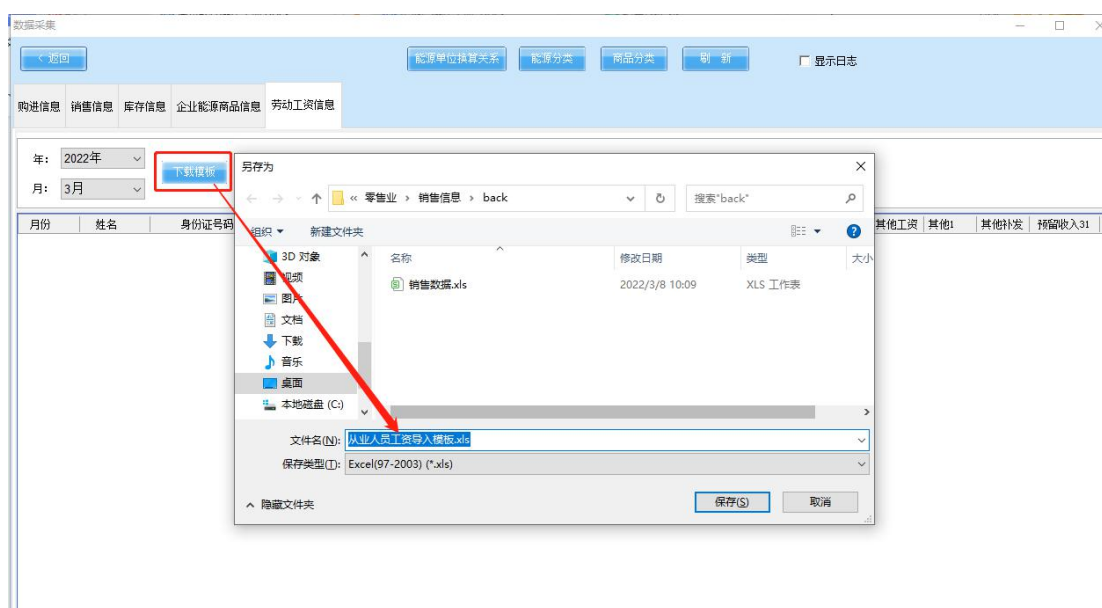 数据采集
< 返回 能源单位换算关系 能源分类 商品分类 刷 新 显示日志
购进信息 销售信息 库存信息 企业能源商品信息 劳动工资信息
年: 2022年 下载模板
月: 3月
月份 姓名 身份证号码 其他工资 其他1 其他补发 预留收入31
另存为
« 零售业 › 销售信息 › back 搜索"back"
组织 新建文件夹
名称 修改日期 类型 大小
销售数据.xls 2022/3/8 10:09 XLS 工作表
3D 对象
视频
图片
文档
下载
音乐
桌面
本地磁盘 (C:)
文件名(N): 从业人员工资导入模板.xls
保存类型(T): Excel(97-2003) (*.xls)
隐藏文件夹 保存(S) 取消